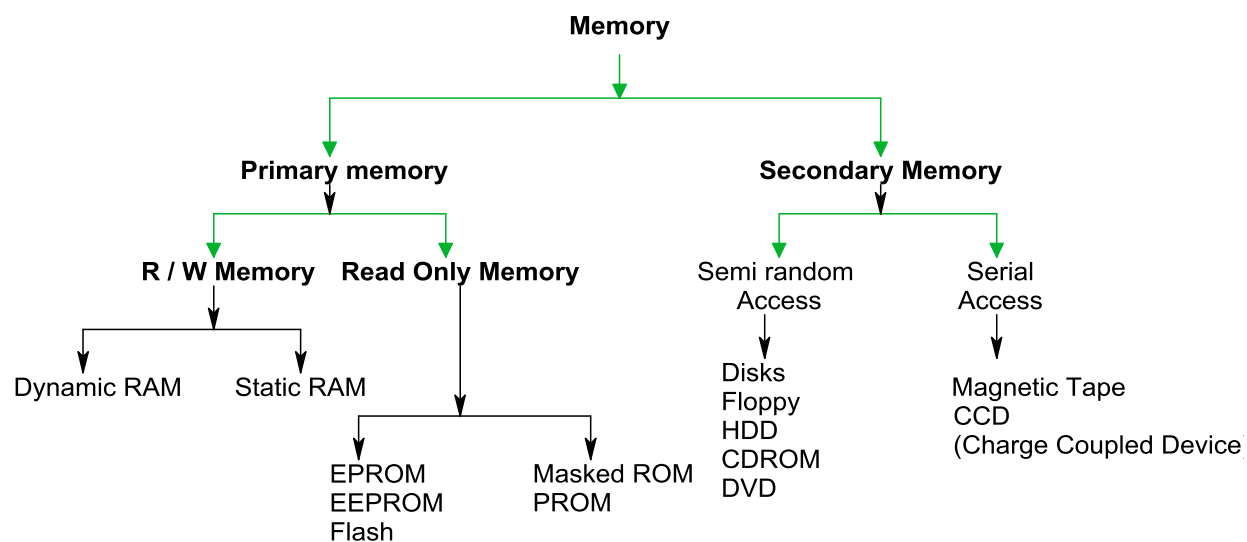 Memory
Primary memory
Secondary Memory
R / W Memory
Read Only Memory
Semi random
Access
Serial
Access
Dynamic RAM
Static RAM
EPROM
EEPROM
Flash
Masked ROM
PROM
Disks
Floppy
HDD
CDROM
DVD
Magnetic Tape
CCD
(Charge Coupled Device)